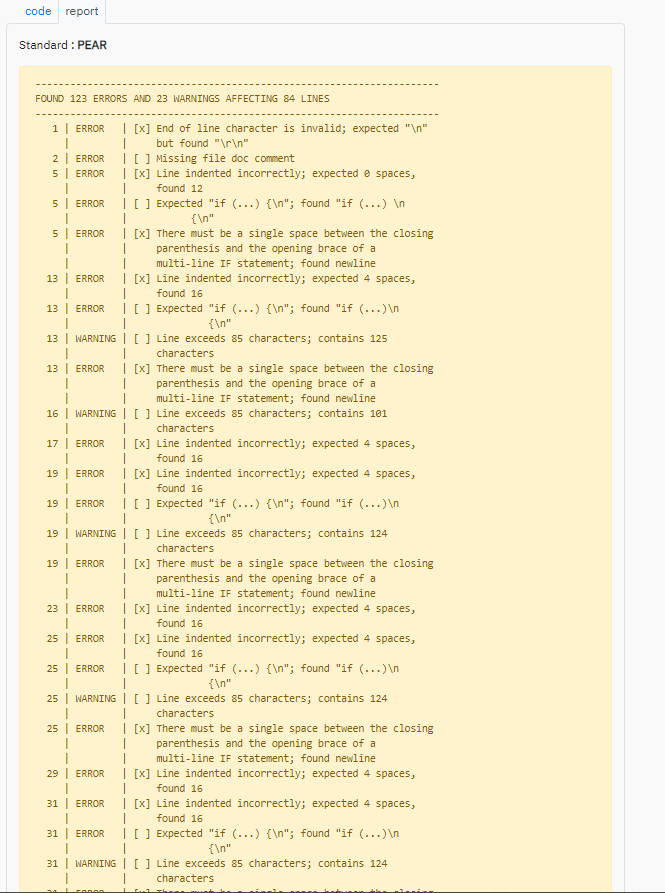 code report
Standard : PEAR
----------------------------------------------------------------------
FOUND 123 ERRORS AND 23 WARNINGS AFFECTING 84 LINES
----------------------------------------------------------------------
1 | ERROR | [x] End of line character is invalid; expected "\n"
| | but found "\r\n"
2 | ERROR | [ ] Missing file doc comment
5 | ERROR | [x] Line indented incorrectly; expected 0 spaces,
| | found 12
5 | ERROR | [ ] Expected "if (...) {\n"; found "if (...) \n
| | {\n"
5 | ERROR | [x] There must be a single space between the closing
| | parenthesis and the opening brace of a
| | multi-line IF statement; found newline
13 | ERROR | [x] Line indented incorrectly; expected 4 spaces,
| | found 16
13 | ERROR | [ ] Expected "if (...) {\n"; found "if (...)\n
| | {\n"
13 | WARNING | [ ] Line exceeds 85 characters; contains 125
| | characters
13 | ERROR | [x] There must be a single space between the closing
| | parenthesis and the opening brace of a
| | multi-line IF statement; found newline
16 | WARNING | [ ] Line exceeds 85 characters; contains 101
| | characters
17 | ERROR | [x] Line indented incorrectly; expected 4 spaces,
| | found 16
19 | ERROR | [x] Line indented incorrectly; expected 4 spaces,
| | found 16
19 | ERROR | [ ] Expected "if (...) {\n"; found "if (...)\n
| | {\n"
19 | WARNING | [ ] Line exceeds 85 characters; contains 124
| | characters
19 | ERROR | [x] There must be a single space between the closing
| | parenthesis and the opening brace of a
| | multi-line IF statement; found newline
23 | ERROR | [x] Line indented incorrectly; expected 4 spaces,
| | found 16
25 | ERROR | [x] Line indented incorrectly; expected 4 spaces,
| | found 16
25 | ERROR | [ ] Expected "if (...) {\n"; found "if (...)\n
| | {\n"
25 | WARNING | [ ] Line exceeds 85 characters; contains 124
| | characters
25 | ERROR | [x] There must be a single space between the closing
| | parenthesis and the opening brace of a
| | multi-line IF statement; found newline
29 | ERROR | [x] Line indented incorrectly; expected 4 spaces,
| | found 16
31 | ERROR | [x] Line indented incorrectly; expected 4 spaces,
| | found 16
31 | ERROR | [ ] Expected "if (...) {\n"; found "if (...)\n
| | {\n"
31 | WARNING | [ ] Line exceeds 85 characters; contains 124
| | characters